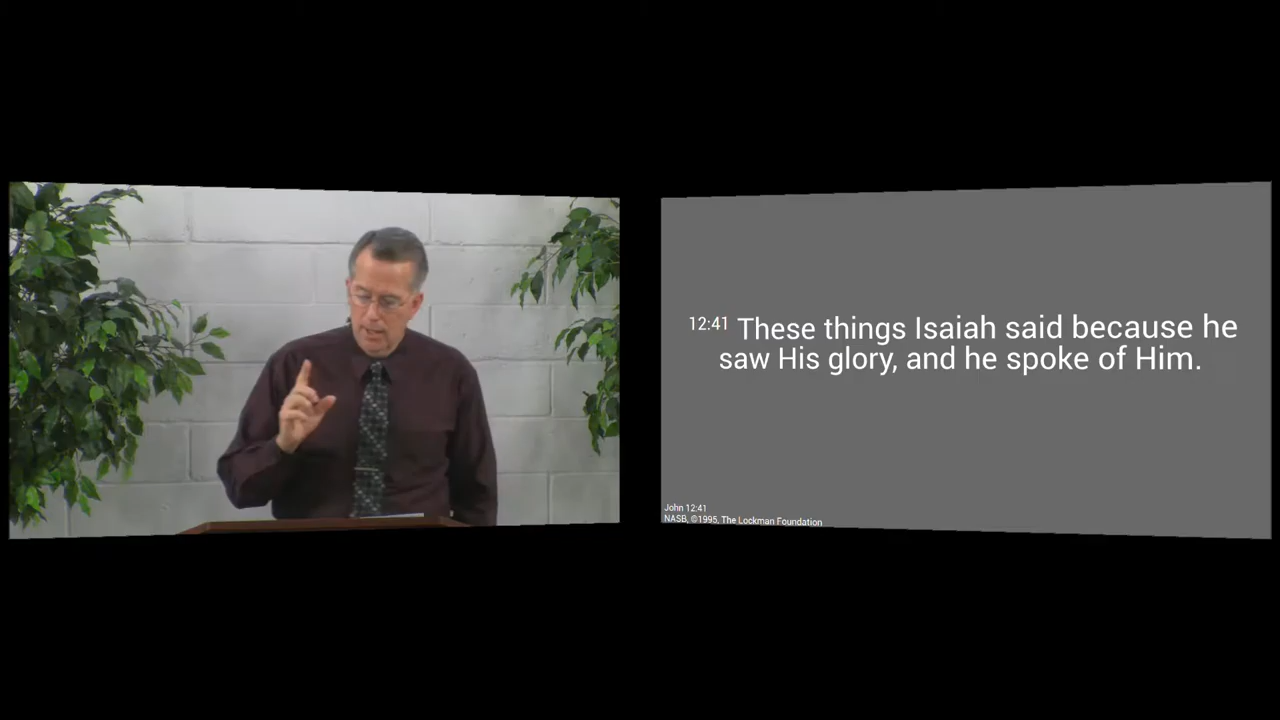 12:41 These things Isaiah said because he
saw His glory, and he spoke of Him.
John 12:41
NASB, ©1995, The Lockman Foundation